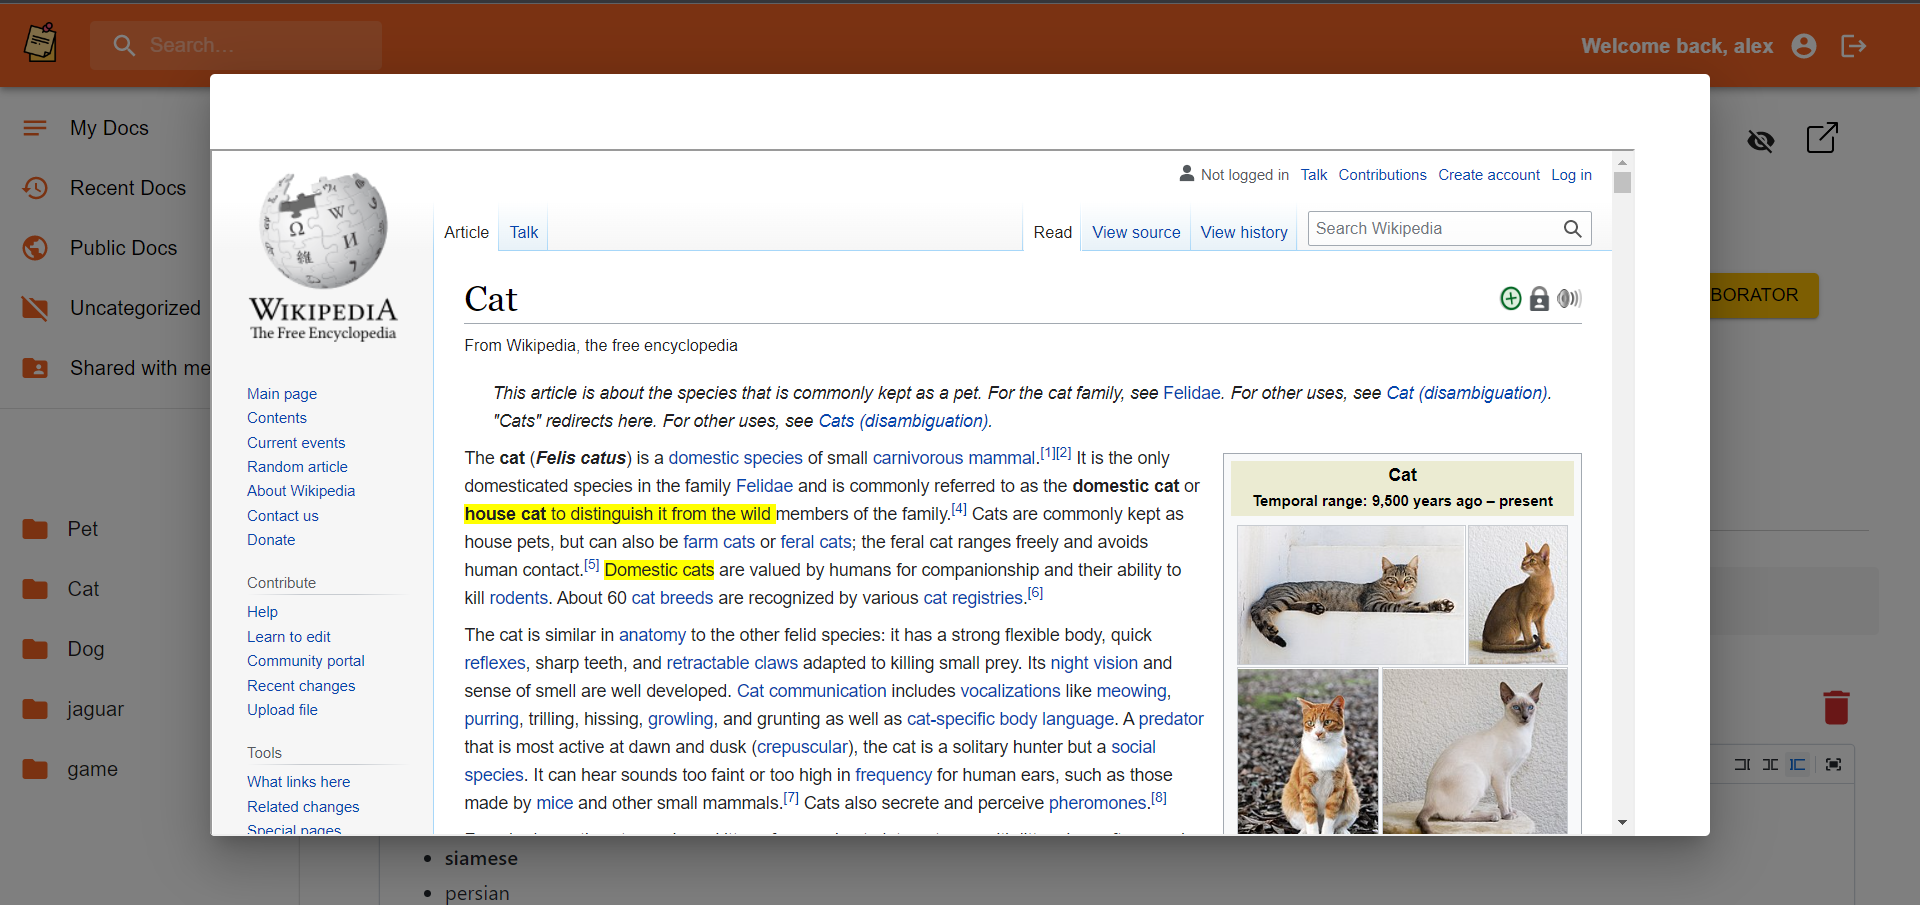 Search...
Welcome back, alex
My Docs
Recent Docs
Public Docs
Uncategorized
Shared with me
Pet
Cat
Dog
jaguar
game
BORATOR
WIKIPEDIA
The Free Encyclopedia
Main page
Contents
Current events
Random article
About Wikipedia
Contact us
Donate
Contribute
Help
Learn to edit
Community portal
Recent changes
Upload file
Tools
What links here
Related changes
Special pages
Not logged in Talk Contributions Create account Log in
Article Talk Read View source View history Search Wikipedia
Cat
From Wikipedia, the free encyclopedia
This article is about the species that is commonly kept as a pet. For the cat family, see Felidae. For other uses, see Cat (disambiguation).
"Cats" redirects here. For other uses, see Cats (disambiguation).
The cat (Felis catus) is a domestic species of small carnivorous mammal.[1][2] It is the only
domesticated species in the family Felidae and is commonly referred to as the domestic cat or
house cat to distinguish it from the wild members of the family.[4] Cats are commonly kept as
house pets, but can also be farm cats or feral cats; the feral cat ranges freely and avoids
human contact.[5] Domestic cats are valued by humans for companionship and their ability to
kill rodents. About 60 cat breeds are recognized by various cat registries.[6]
The cat is similar in anatomy to the other felid species: it has a strong flexible body, quick
reflexes, sharp teeth, and retractable claws adapted to killing small prey. Its night vision and
sense of smell are well developed. Cat communication includes vocalizations like meowing,
purring, trilling, hissing, growling, and grunting as well as cat-specific body language. A predator
that is most active at dawn and dusk (crepuscular), the cat is a solitary hunter but a social
species. It can hear sounds too faint or too high in frequency for human ears, such as those
made by mice and other small mammals.[7] Cats also secrete and perceive pheromones.[8]
Cat
Temporal range: 9,500 years ago – present
siamese
persian